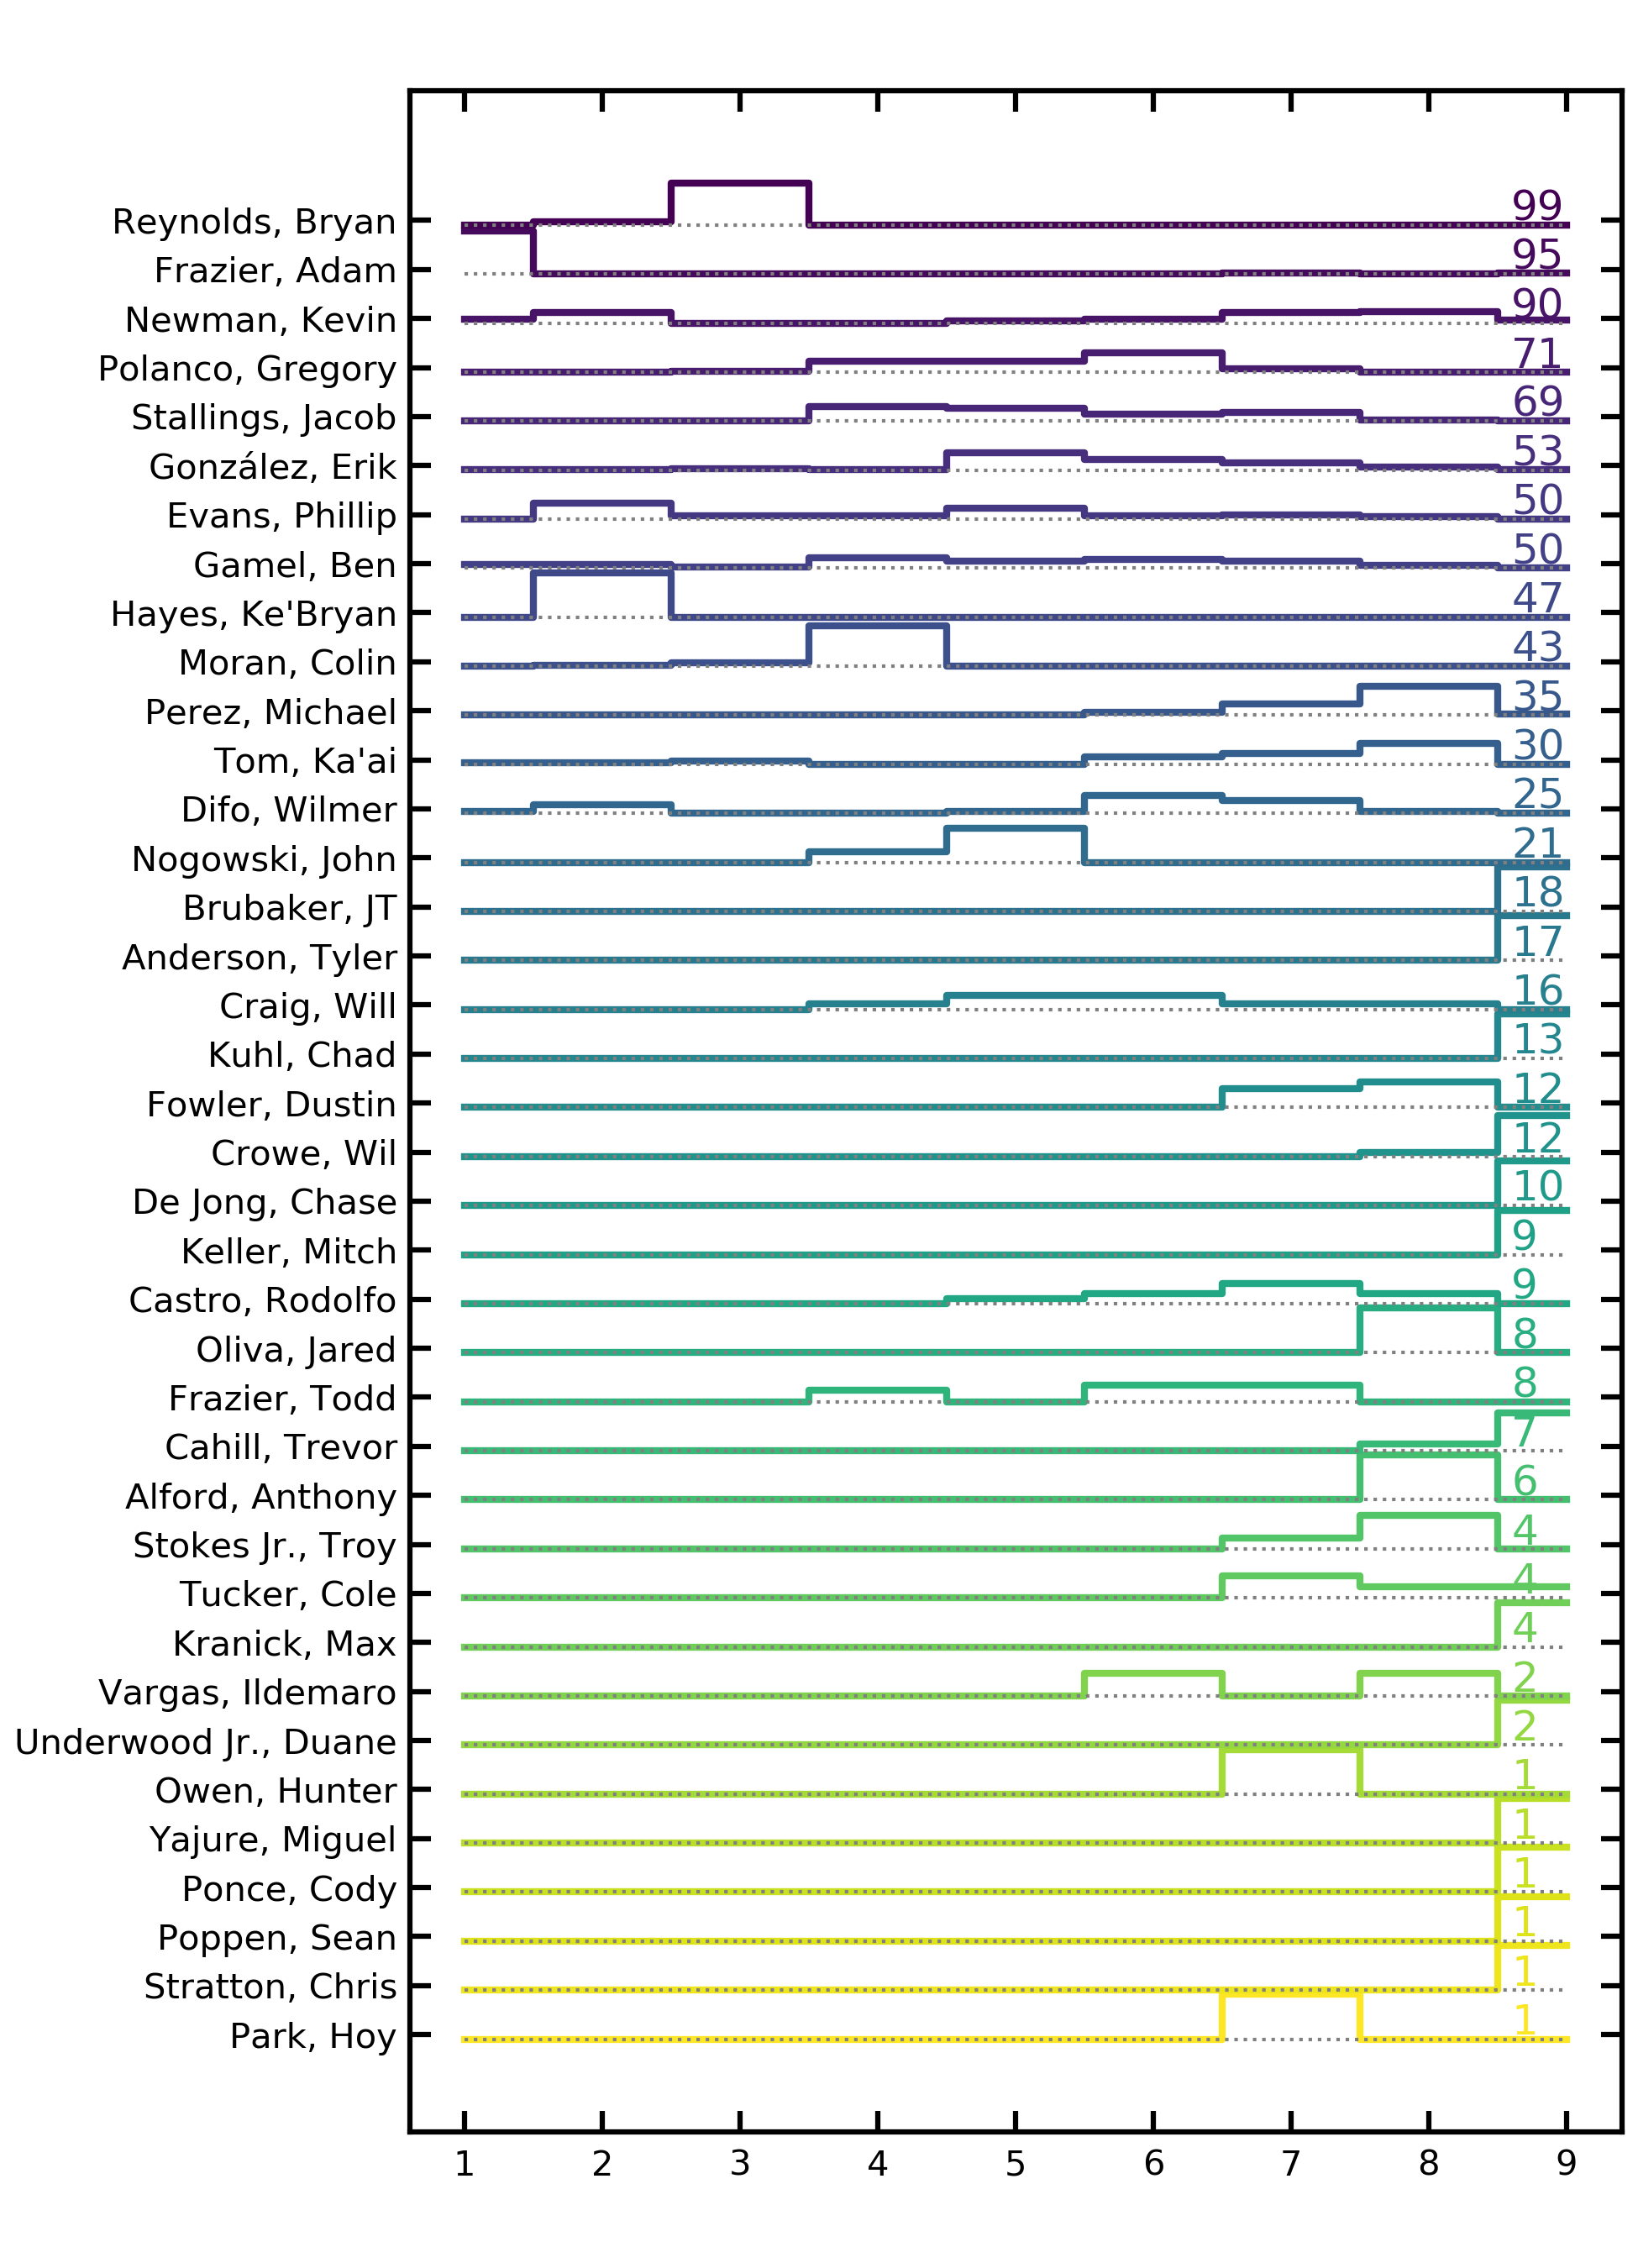 Reynolds, Bryan 99
Frazier, Adam 95
Newman, Kevin 90
Polanco, Gregory 71
Stallings, Jacob 69
González, Erik 53
Evans, Phillip 50
Gamel, Ben 50
Hayes, Ke'Bryan 47
Moran, Colin 43
Perez, Michael 35
Tom, Ka'ai 30
Difo, Wilmer 25
Nogowski, John 21
Brubaker, JT 18
Anderson, Tyler 17
Craig, Will 16
Kuhl, Chad 13
Fowler, Dustin 12
Crowe, Wil 12
De Jong, Chase 10
Keller, Mitch 9
Castro, Rodolfo 9
Oliva, Jared 8
Frazier, Todd 8
Cahill, Trevor 7
Alford, Anthony 6
Stokes Jr., Troy 4
Tucker, Cole 4
Kranick, Max 4
Vargas, Ildemaro 2
Underwood Jr., Duane 2
Owen, Hunter 1
Yajure, Miguel 1
Ponce, Cody 1
Poppen, Sean 1
Stratton, Chris 1
Park, Hoy 1
1 2 3 4 5 6 7 8 9